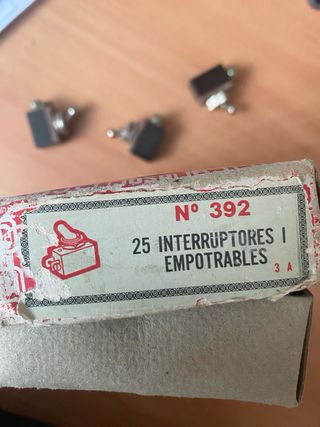 Nº 392
25 INTERRUPTORES I
EMPOTRABLES
3 A